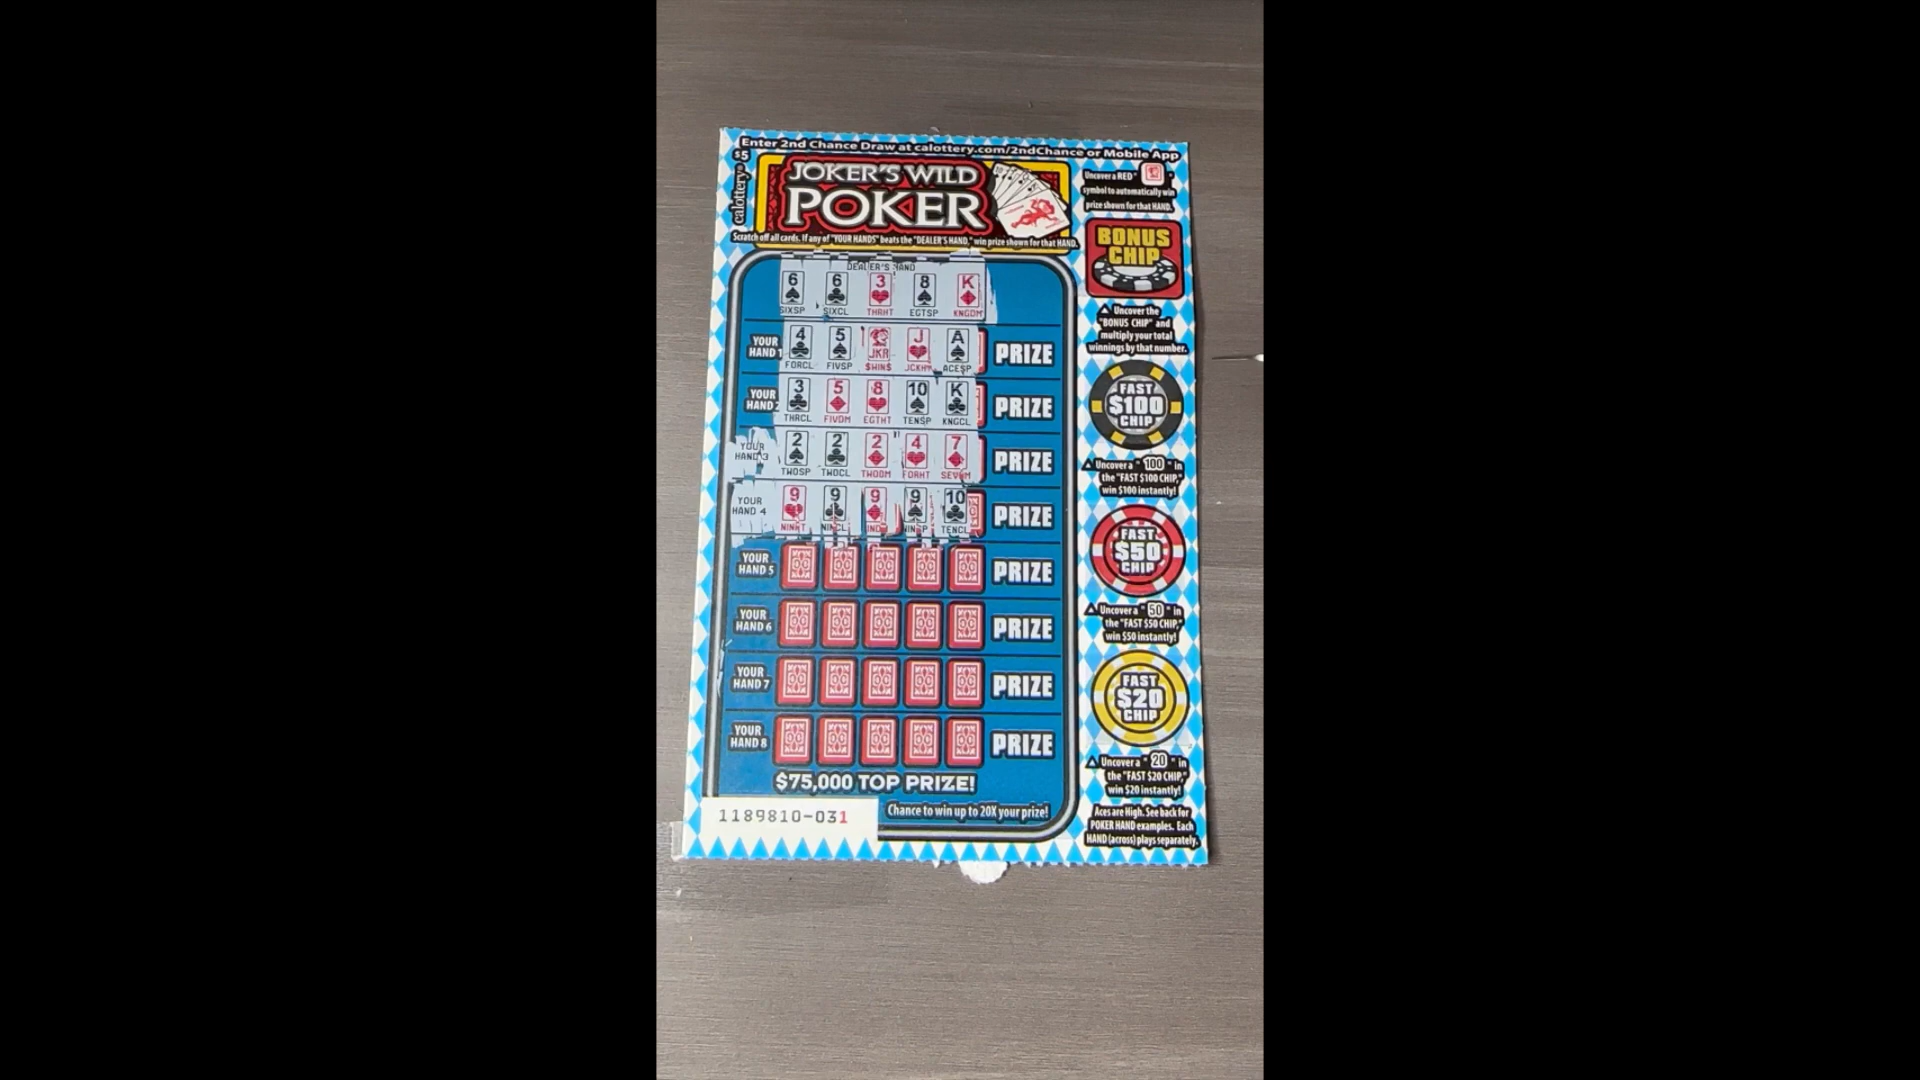 Enter 2nd Chance Draw at calottery.com/2ndChance or Mobile App
$5
calottery
JOKER'S WILD
POKER
Scratch off all cards. If any of "YOUR HANDS" beats the "DEALER'S HAND," win prize shown for that HAND.
Uncover a RED " "
symbol to automatically win
prize shown for that HAND.
BONUS
CHIP
Uncover the
"BONUS CHIP" and
multiply your total
winnings by that number.
FAST
$100
CHIP
Uncover a "100" in
the "FAST $100 CHIP,"
win $100 instantly!
FAST
$50
CHIP
Uncover a "50" in
the "FAST $50 CHIP,"
win $50 instantly!
FAST
$20
CHIP
Uncover a "20" in
the "FAST $20 CHIP,"
win $20 instantly!
Aces are High. See back for
POKER HAND examples. Each
HAND (across) plays separately.
DEALER'S HAND
6 6 3 8 K
SIXSP SIXCL THRHT EGTSP KNGDM
YOUR
HAND 1
4 5 J A
JKR
FORCL FIVSP $WIN$ JCKHT ACESP
PRIZE
YOUR
HAND 2
3 5 8 10 K
THRCL FIVDM EGTHT TENSP KNGCL
PRIZE
YOUR
HAND 3
2 2 2 4 7
TWOSP TWOCL TWODM FORHT SEVDM
PRIZE
YOUR
HAND 4
9 9 9 9 10
NINHT NINCL NINSP TENCL
PRIZE
YOUR
HAND 5
PRIZE
YOUR
HAND 6
PRIZE
YOUR
HAND 7
PRIZE
YOUR
HAND 8
PRIZE
$75,000 TOP PRIZE!
1189810-031
Chance to win up to 20X your prize!